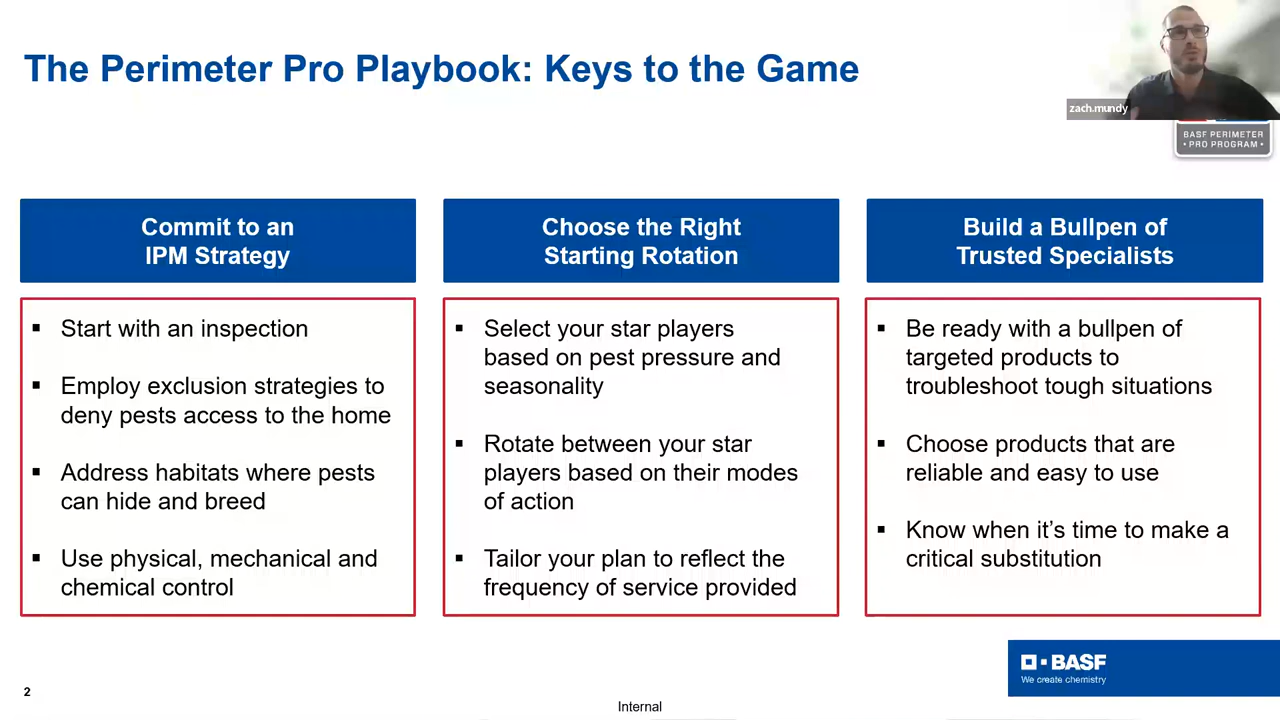 The Perimeter Pro Playbook: Keys to the Game
zach.mundy
BASF PERIMETER
• PRO PROGRAM •
Commit to an
IPM Strategy
▪ Start with an inspection
▪ Employ exclusion strategies to
deny pests access to the home
▪ Address habitats where pests
can hide and breed
▪ Use physical, mechanical and
chemical control
Choose the Right
Starting Rotation
▪ Select your star players
based on pest pressure and
seasonality
▪ Rotate between your star
players based on their modes
of action
▪ Tailor your plan to reflect the
frequency of service provided
Build a Bullpen of
Trusted Specialists
▪ Be ready with a bullpen of
targeted products to
troubleshoot tough situations
▪ Choose products that are
reliable and easy to use
▪ Know when it’s time to make a
critical substitution
BASF
We create chemistry
2
Internal